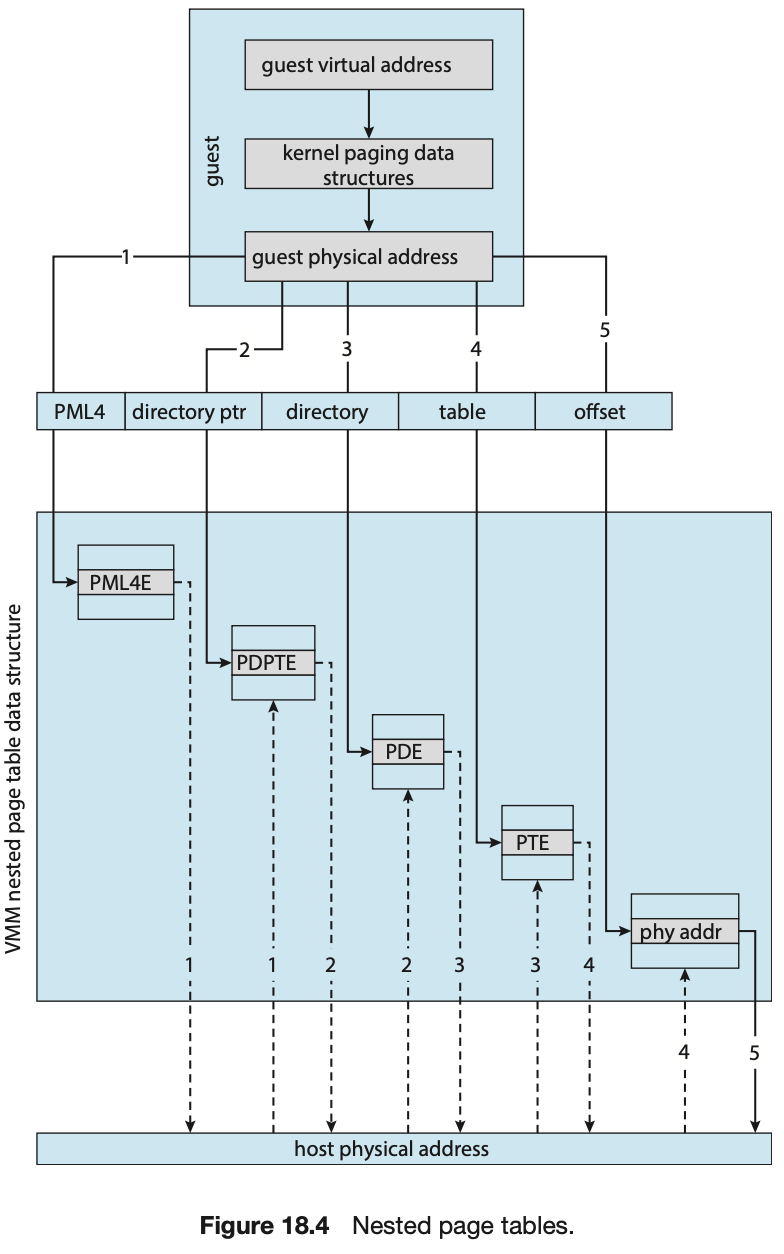 guest virtual address
guest
kernel paging data
structures
guest physical address
1
2
3
4
5
PML4
directory ptr
directory
table
offset
VMM nested page table data structure
PML4E
PDPTE
PDE
PTE
phy addr
1
1
2
2
3
3
4
4
5
host physical address
Figure 18.4 Nested page tables.